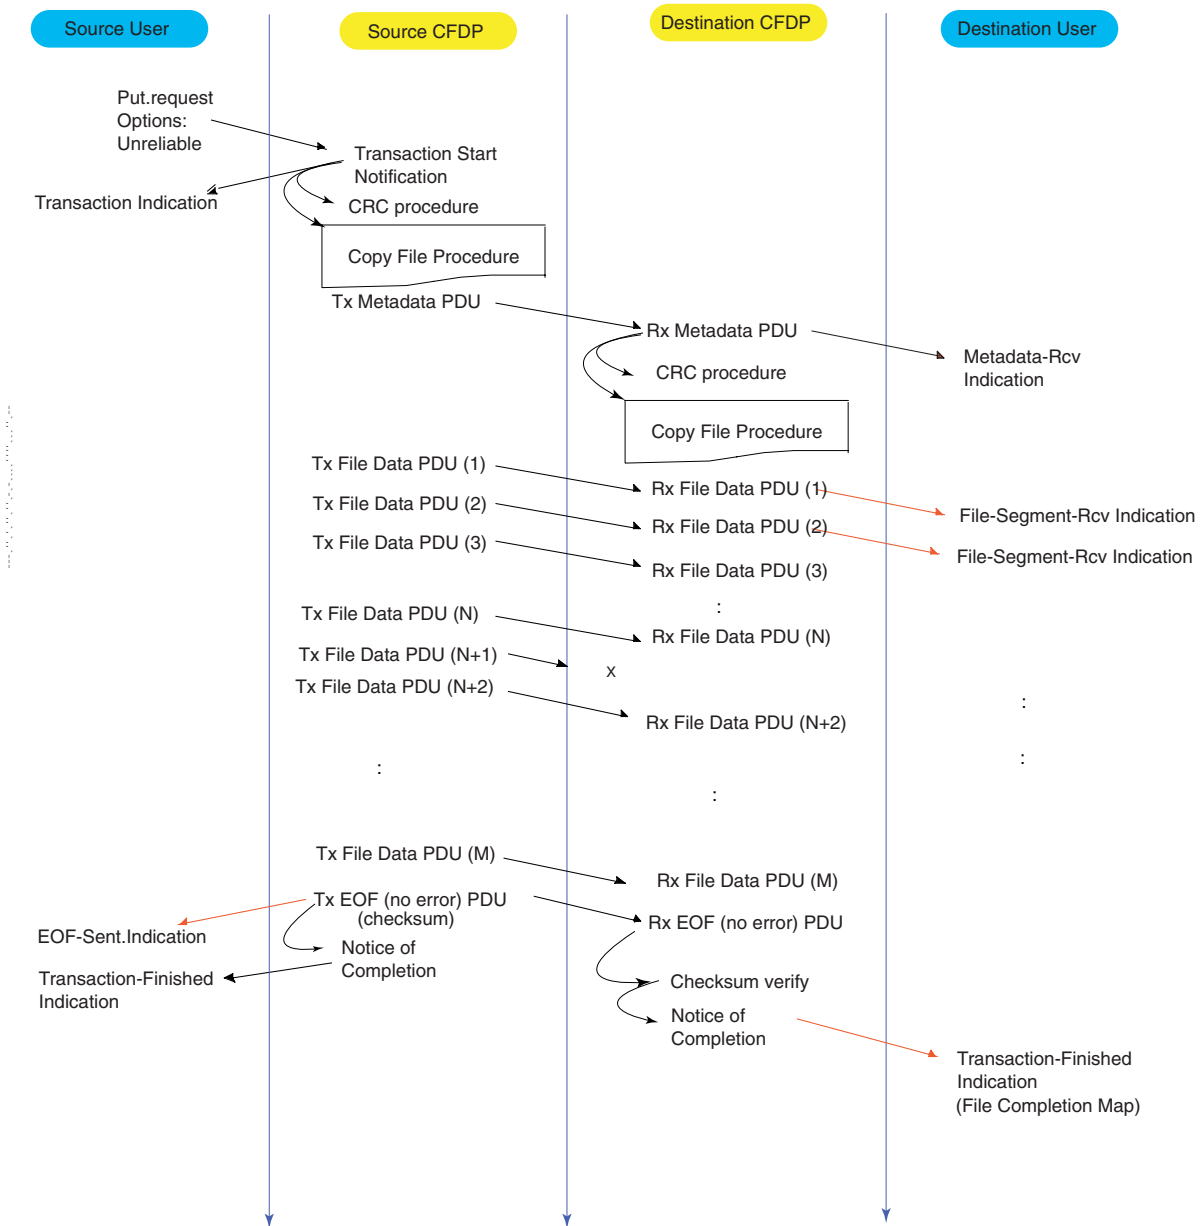 Source User
Source CFDP
Destination CFDP
Destination User
Put.request
Options:
Unreliable
Transaction Start
Notification
Transaction Indication
CRC procedure
Copy File Procedure
Tx Metadata PDU
Rx Metadata PDU
Metadata-Rcv
Indication
CRC procedure
Copy File Procedure
Tx File Data PDU (1)
Rx File Data PDU (1)
File-Segment-Rcv Indication
Tx File Data PDU (2)
Rx File Data PDU (2)
File-Segment-Rcv Indication
Tx File Data PDU (3)
Rx File Data PDU (3)
:
Tx File Data PDU (N)
Rx File Data PDU (N)
Tx File Data PDU (N+1)
x
Tx File Data PDU (N+2)
Rx File Data PDU (N+2)
:
:
:
:
Tx File Data PDU (M)
Rx File Data PDU (M)
Tx EOF (no error) PDU
(checksum)
Rx EOF (no error) PDU
EOF-Sent.Indication
Notice of
Completion
Transaction-Finished
Indication
Checksum verify
Notice of
Completion
Transaction-Finished
Indication
(File Completion Map)